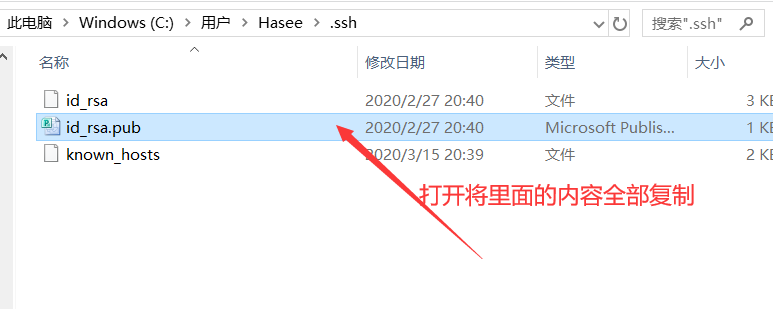 此电脑 > Windows (C:) > 用户 > Hasee > .ssh 搜索".ssh"
名称 修改日期 类型 大小
id_rsa 2020/2/27 20:40 文件 3 KB
id_rsa.pub 2020/2/27 20:40 Microsoft Publis... 1 KB
known_hosts 2020/3/15 20:39 文件 2 KB
打开将里面的内容全部复制